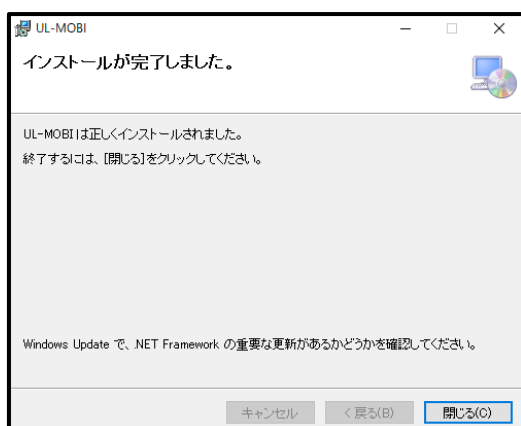 UL-MOBI
インストールが完了しました。
UL-MOBIは正しくインストールされました。
終了するには、[閉じる]をクリックしてください。
Windows Update で、.NET Framework の重要な更新があるかどうかを確認してください。
キャンセル
< 戻る(B)
閉じる(C)